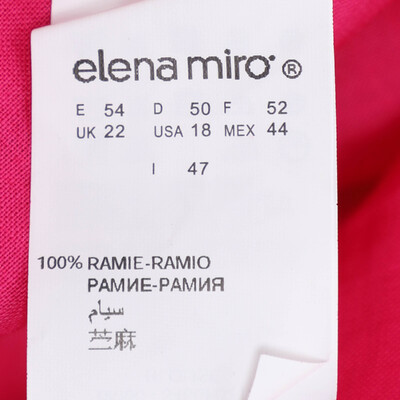 elena miro ®
E 54 D 50 F 52
UK 22 USA 18 MEX 44
I 47
100% RAMIE-RAMIO
РАМИЕ-РАМИЯ
سيام
苎麻